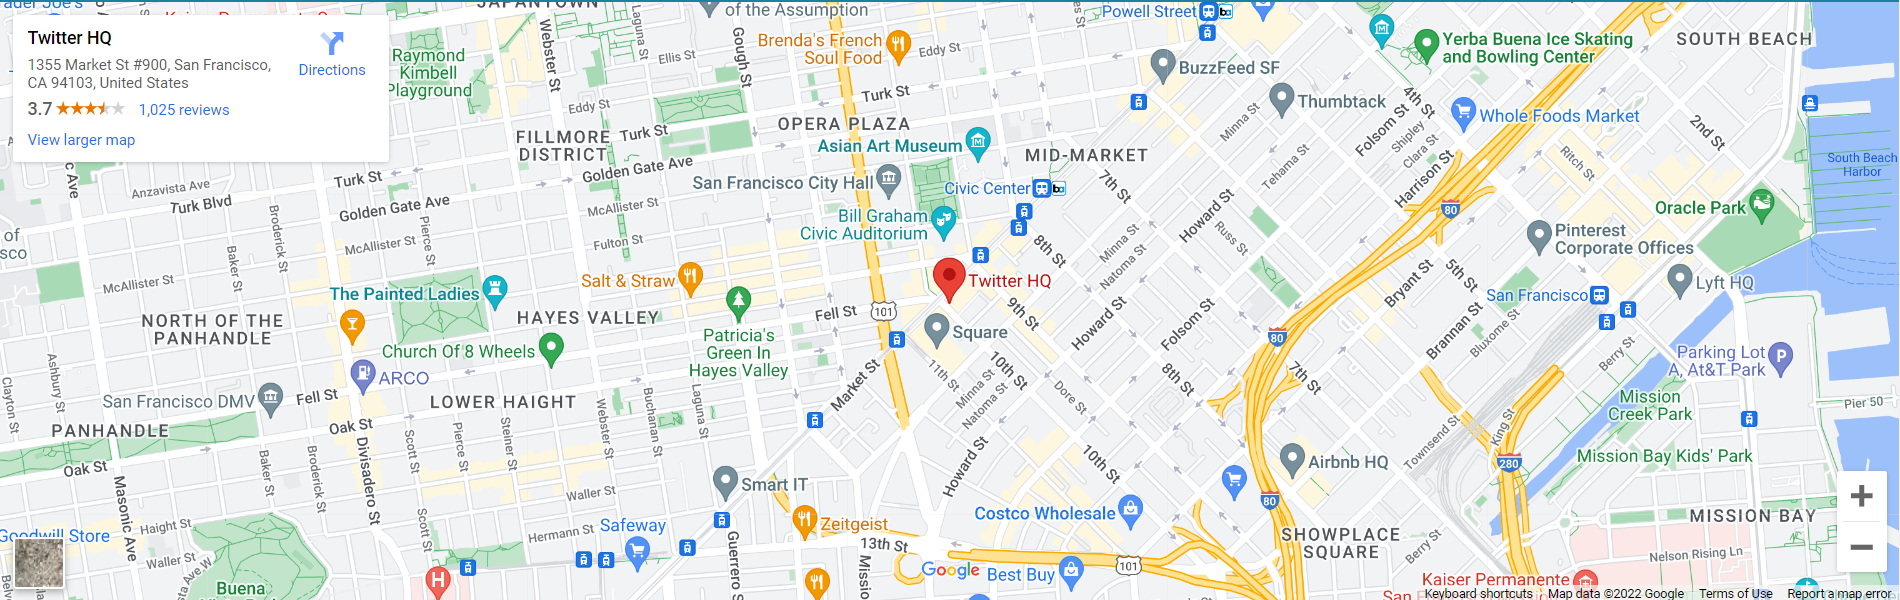 Twitter HQ
1355 Market St #900, San Francisco,
CA 94103, United States
3.7
1,025 reviews
View larger map
Directions
JAPANTOWN
Raymond
Kimbell
Playground
Webster St
Laguna St
Ellis St
Gough St
of the Assumption
Brenda's French
Soul Food
Eddy St
Powell Street
BuzzFeed SF
Thumbtack
Yerba Buena Ice Skating
and Bowling Center
SOUTH BEACH
4th St
Folsom St
Shipley
Clara St
Whole Foods Market
2nd St
Eddy St
Turk St
FILLMORE
DISTRICT
Turk St
OPERA PLAZA
Asian Art Museum
MID-MARKET
Minna St
Tehama St
Harrison St
Ritch St
South Beach
Harbor
c Ave
Anzavista Ave
Turk Blvd
Turk St
Golden Gate Ave
Golden Gate Ave
San Francisco City Hall
Civic Center
7th St
Howard St
80
Oracle Park
of
sco
Broderick St
Pierce St
McAllister St
McAllister St
Fulton St
Bill Graham
Civic Auditorium
8th St
Minna St
Natoma St
Russ St
Pinterest
Corporate Offices
Baker St
McAllister St
The Painted Ladies
Salt & Straw
Twitter HQ
9th St
Howard St
Folsom St
Bryant St
5th St
San Francisco
Lyft HQ
NORTH OF THE
PANHANDLE
HAYES VALLEY
Fell St
101
Square
80
Brannan St
Bluxome St
Berry St
Patricia's
Green In
Hayes Valley
Church Of 8 Wheels
ARCO
Market St
11th St
10th St
Minna St
Natoma St
Dore St
8th St
7th St
Parking Lot
A, At&T Park
Mission
Creek Park
Pier 50
Clayton St
Ashbury St
San Francisco DMV
Fell St
LOWER HAIGHT
PANHANDLE
Oak St
Divisadero St
Scott St
Pierce St
Steiner St
Webster St
Buchanan St
Laguna St
Howard St
10th St
Airbnb HQ
Townsend St
King St
280
Mission Bay Kids' Park
Oak St
Masonic Ave
Baker St
Broderick St
Smart IT
Waller St
Costco Wholesale
80
SHOWPLACE
SQUARE
MISSION BAY
Goodwill Store
Haight St
Waller St
Scott St
Hermann St
Safeway
Guerrero S
Zeitgeist
13th St
Missio
101
Berry St
Nelson Rising Ln
Buena
H
Google
Best Buy
Kaiser Permanente
Keyboard shortcuts
Map data ©2022 Google
Terms of Use
Report a map error